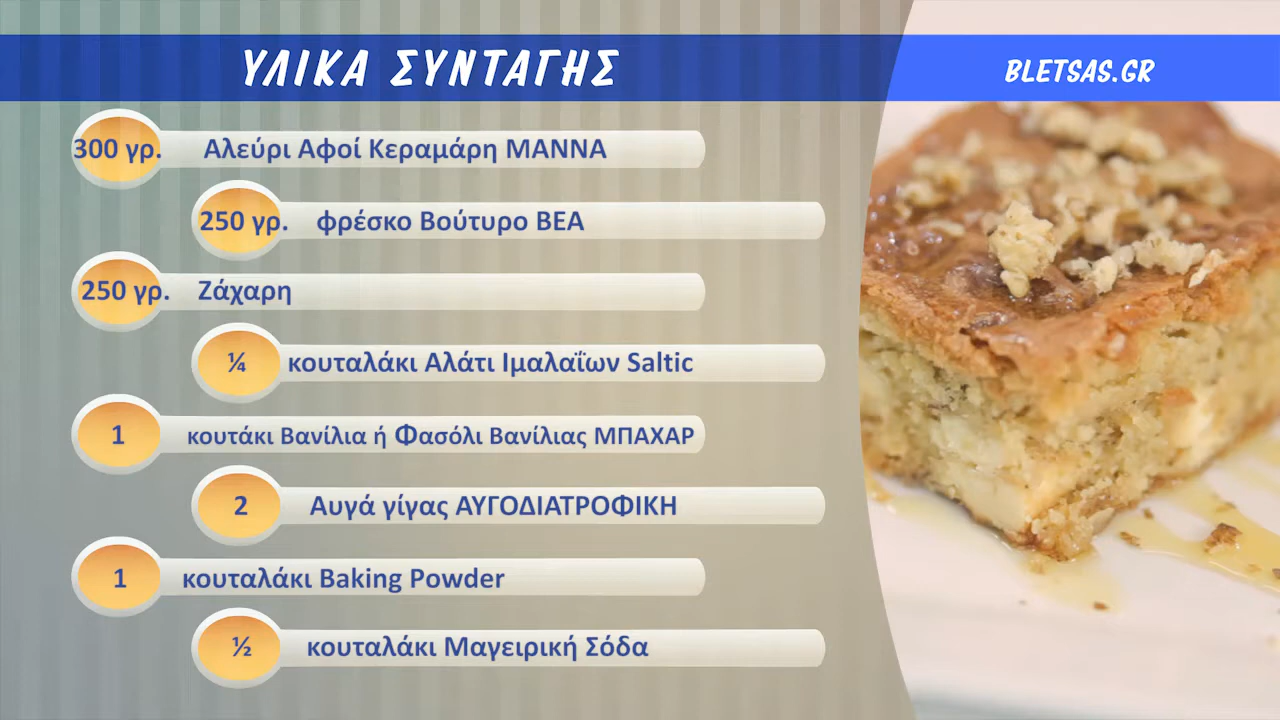 ΥΛΙΚΑ ΣΥΝΤΑΓΗΣ
BLETSAS.GR
300 γρ. Αλεύρι Αφοί Κεραμάρη ΜΑΝΝΑ
250 γρ. φρέσκο Βούτυρο ΒΕΑ
250 γρ. Ζάχαρη
¼ κουταλάκι Αλάτι Ιμαλαΐων Saltic
1 κουτάκι Βανίλια ή Φασόλι Βανίλιας ΜΠΑΧΑΡ
2 Αυγά γίγας ΑΥΓΟΔΙΑΤΡΟΦΙΚΗ
1 κουταλάκι Baking Powder
½ κουταλάκι Μαγειρική Σόδα